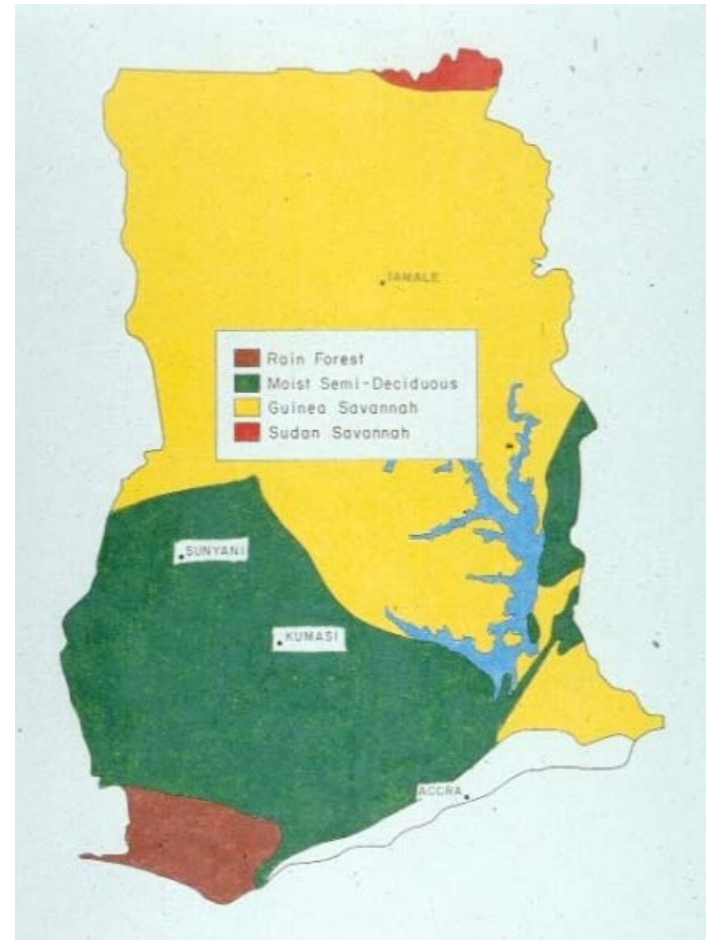 TAMALE
Rain Forest
Moist Semi-Deciduous
Guinea Savannah
Sudan Savannah
SUNYANI
KUMASI
ACCRA